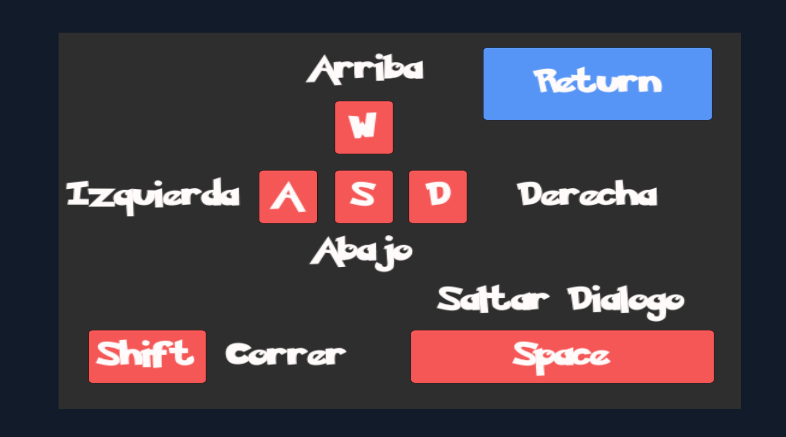 Arriba
Return
W
Izquierda A S D Derecha
Abajo
Saltar Dialogo
Shift Correr Space